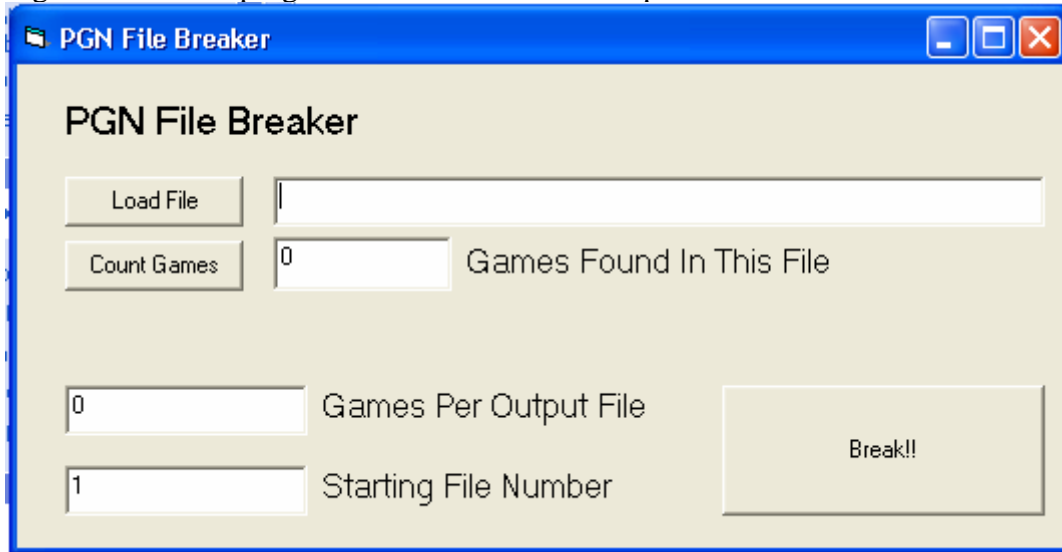 PGN File Breaker
PGN File Breaker
Load File
Count Games
0
Games Found In This File
0
Games Per Output File
Break!!
1
Starting File Number